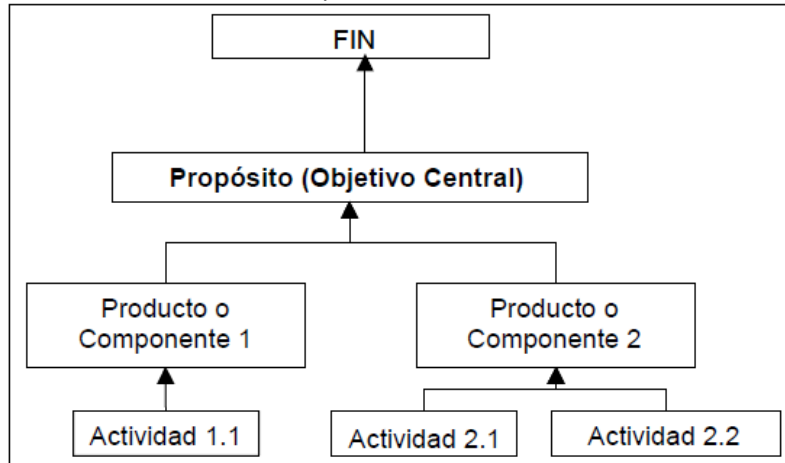 FIN
Propósito (Objetivo Central)
Producto o
Componente 1
Producto o
Componente 2
Actividad 1.1
Actividad 2.1
Actividad 2.2